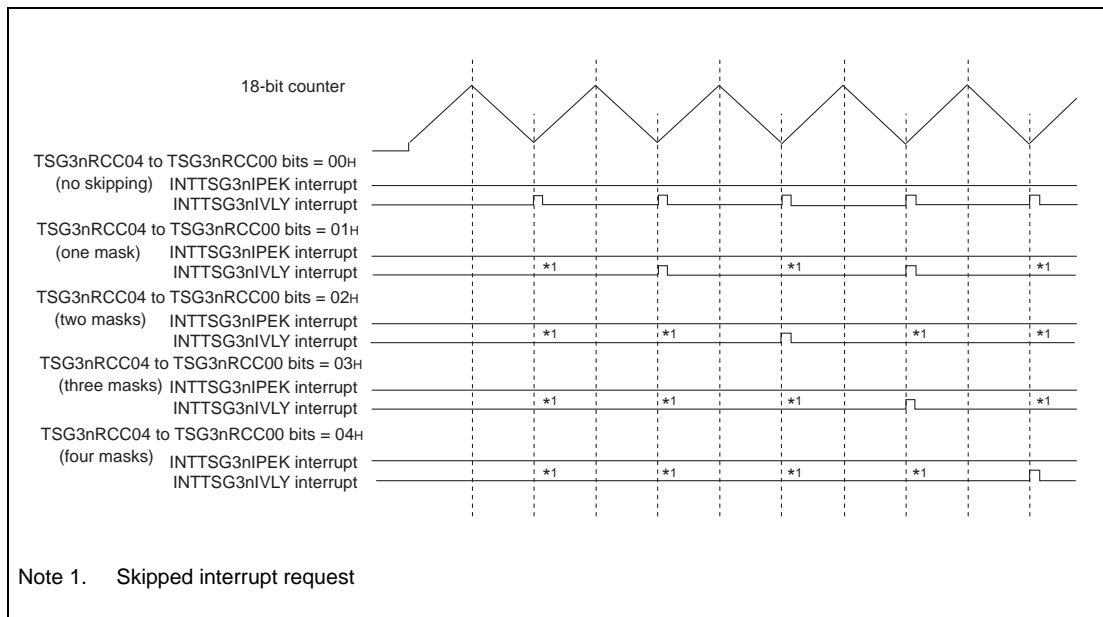 18-bit counter
TSG3nRCC04 to TSG3nRCC00 bits = 00H
(no skipping) INTTSG3nIPEK interrupt
INTTSG3nIVLY interrupt
TSG3nRCC04 to TSG3nRCC00 bits = 01H
(one mask) INTTSG3nIPEK interrupt
INTTSG3nIVLY interrupt *1 *1 *1
TSG3nRCC04 to TSG3nRCC00 bits = 02H
(two masks) INTTSG3nIPEK interrupt
INTTSG3nIVLY interrupt *1 *1 *1 *1
TSG3nRCC04 to TSG3nRCC00 bits = 03H
(three masks) INTTSG3nIPEK interrupt
INTTSG3nIVLY interrupt *1 *1 *1 *1
TSG3nRCC04 to TSG3nRCC00 bits = 04H
(four masks) INTTSG3nIPEK interrupt
INTTSG3nIVLY interrupt *1 *1 *1 *1
Note 1. Skipped interrupt request